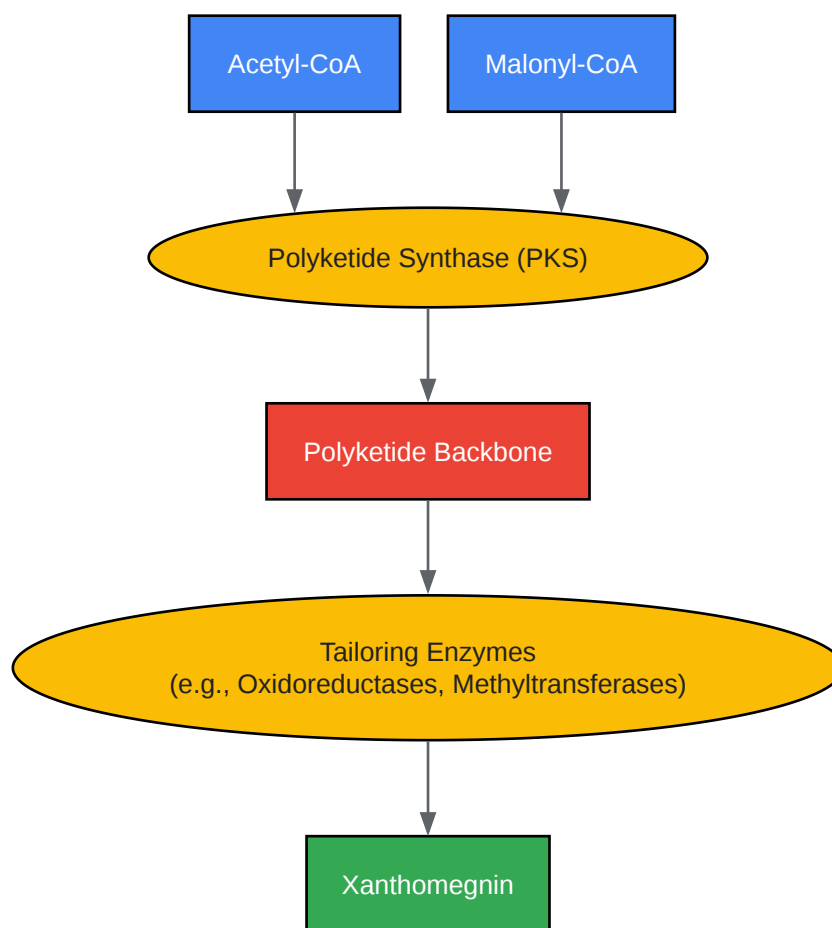 Acetyl-CoA
Malonyl-CoA
Polyketide Synthase (PKS)
Polyketide Backbone
Tailoring Enzymes
(e.g., Oxidoreductases, Methyltransferases)
Xanthomegnin